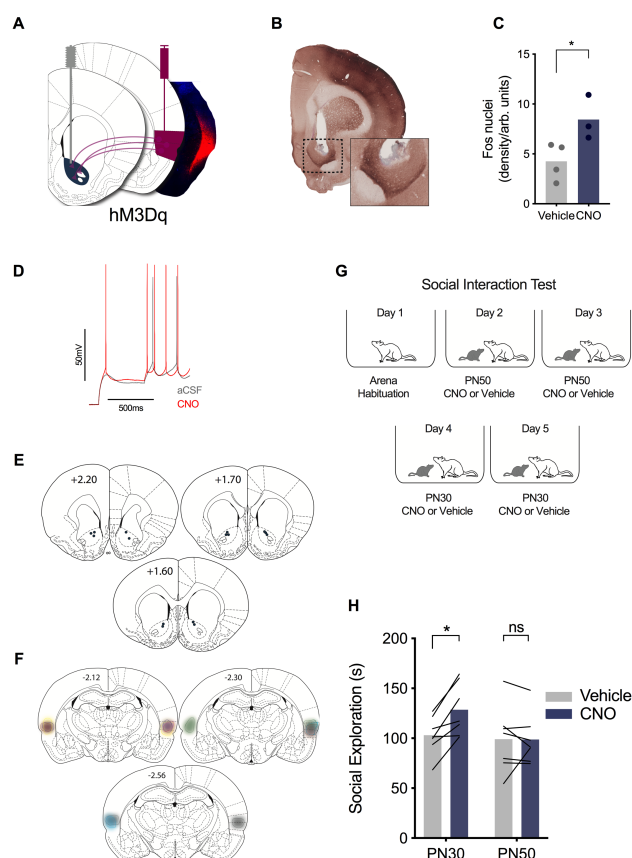 A
B
C
hM3Dq
Fos nuclei
(density/arb. units)
15
10
5
0
*
Vehicle CNO
D
50mV
500ms
aCSF
CNO
G
Social Interaction Test
Day 1
Day 2
Day 3
Arena
Habituation
PN50
CNO or Vehicle
PN50
CNO or Vehicle
Day 4
Day 5
PN30
CNO or Vehicle
PN30
CNO or Vehicle
E
+2.20
+1.70
+1.60
F
-2.12
-2.30
-2.56
H
Social Exploration (s)
200
150
100
50
0
*
ns
Vehicle
CNO
PN30
PN50